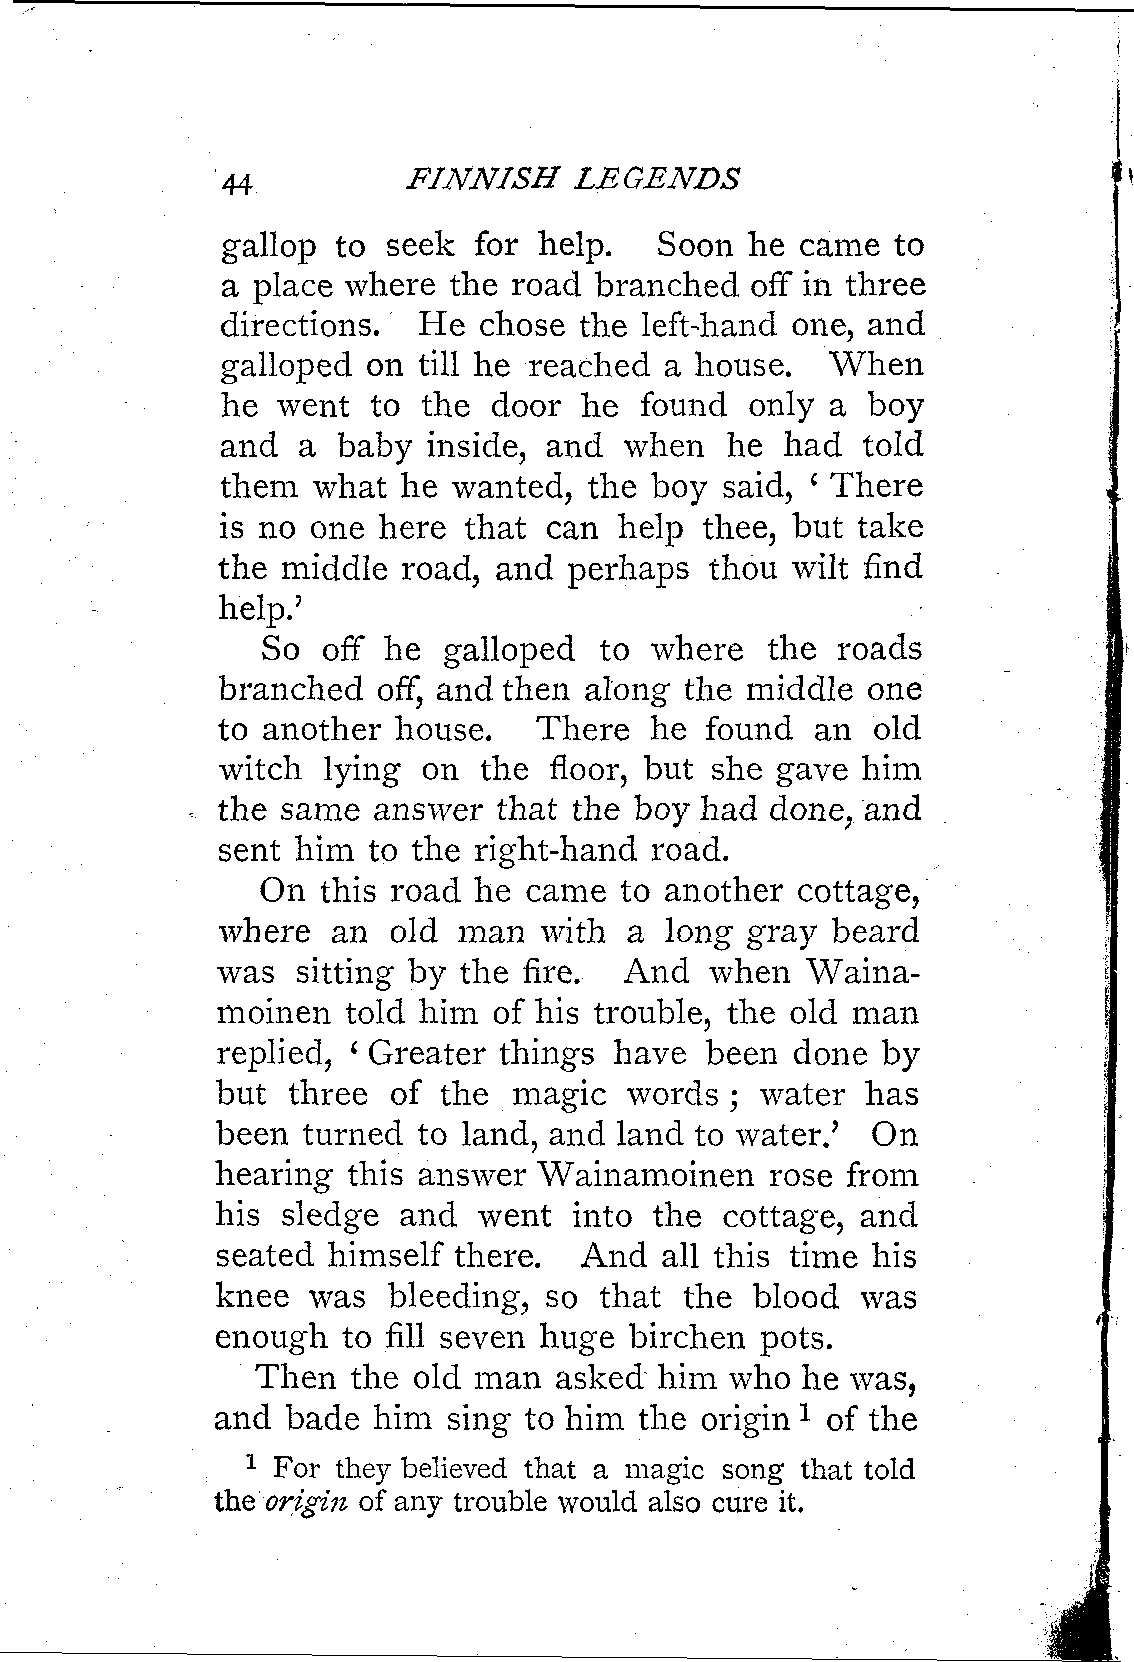 44 FINNISH LEGENDS
gallop to seek for help. Soon he came to
a place where the road branched off in three
directions. He chose the left-hand one, and
galloped on till he reached a house. When
he went to the door he found only a boy
and a baby inside, and when he had told
them what he wanted, the boy said, ‘ There
is no one here that can help thee, but take
the middle road, and perhaps thou wilt find
help.’
So off he galloped to where the roads
branched off, and then along the middle one
to another house. There he found an old
witch lying on the floor, but she gave him
the same answer that the boy had done, and
sent him to the right-hand road.
On this road he came to another cottage,
where an old man with a long gray beard
was sitting by the fire. And when Waina-
moinen told him of his trouble, the old man
replied, ‘ Greater things have been done by
but three of the magic words ; water has
been turned to land, and land to water.’ On
hearing this answer Wainamoinen rose from
his sledge and went into the cottage, and
seated himself there. And all this time his
knee was bleeding, so that the blood was
enough to fill seven huge birchen pots.
Then the old man asked him who he was,
and bade him sing to him the origin ¹ of the
¹ For they believed that a magic song that told
the origin of any trouble would also cure it.